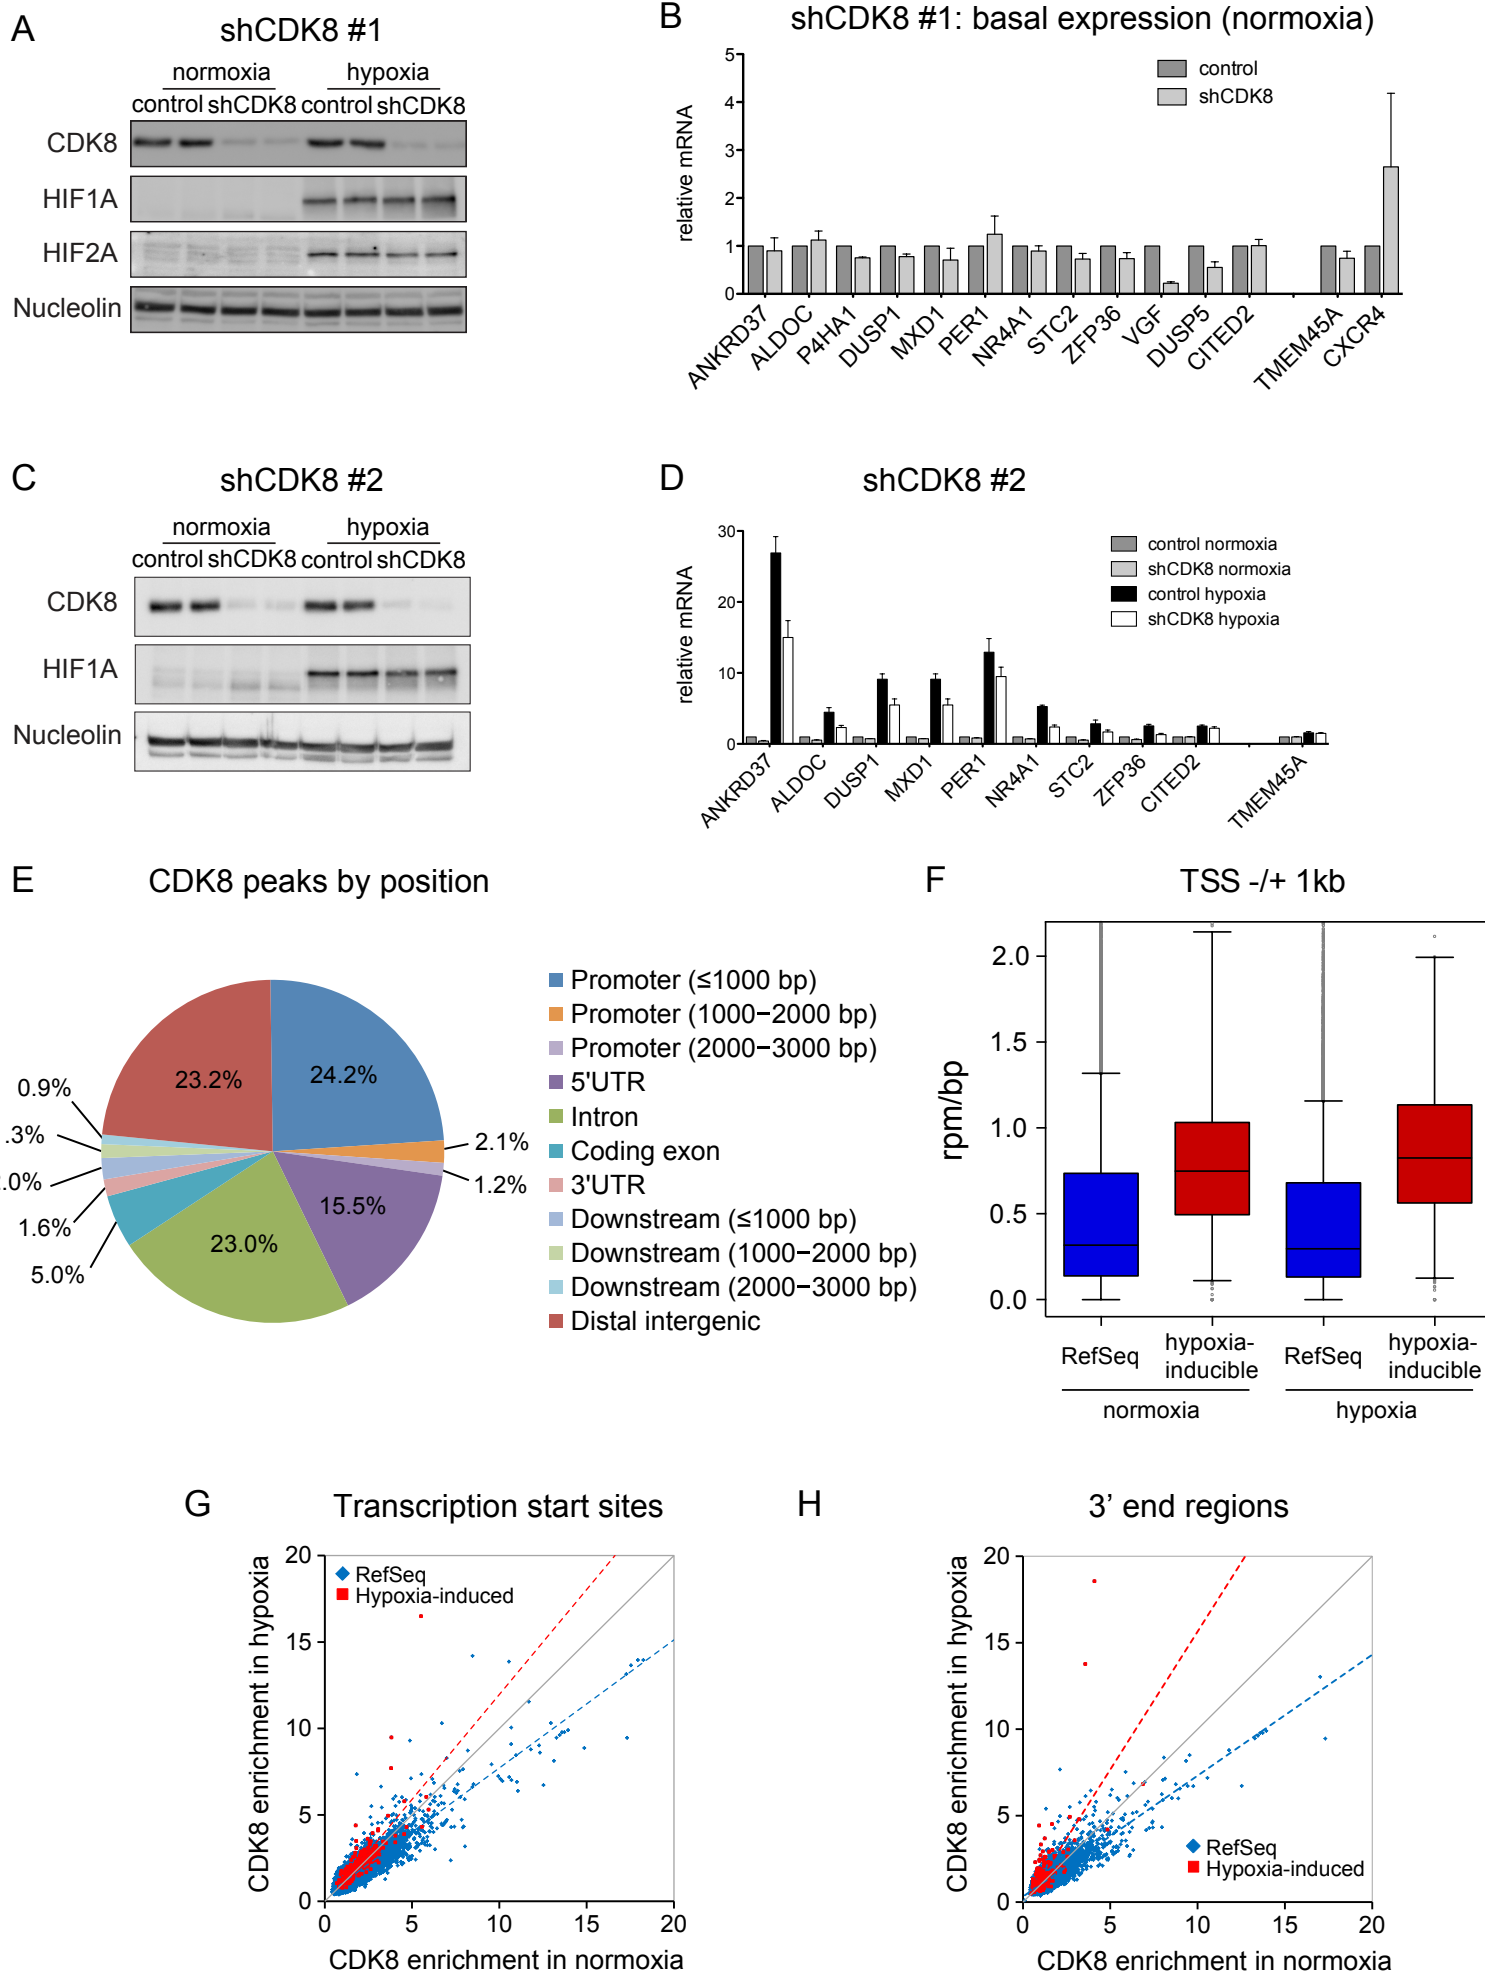 A
shCDK8 #1
normoxia
hypoxia
control shCDK8 control shCDK8
CDK8
HIF1A
HIF2A
Nucleolin
B
shCDK8 #1: basal expression (normoxia)
relative mRNA
5
4
3
2
1
0
control
shCDK8
ANKRD37
ALDOC
P4HA1
DUSP1
MXD1
PER1
NR4A1
STC2
ZFP36
VGF
DUSP5
CITED2
TMEM45A
CXCR4
C
shCDK8 #2
normoxia
hypoxia
control shCDK8 control shCDK8
CDK8
HIF1A
Nucleolin
D
shCDK8 #2
relative mRNA
30
20
10
0
control normoxia
shCDK8 normoxia
control hypoxia
shCDK8 hypoxia
ANKRD37
ALDOC
DUSP1
MXD1
PER1
NR4A1
STC2
ZFP36
CITED2
TMEM45A
E
CDK8 peaks by position
24.2%
2.1%
1.2%
15.5%
23.0%
5.0%
1.6%
.0%
.3%
0.9%
23.2%
Promoter (≤1000 bp)
Promoter (1000−2000 bp)
Promoter (2000−3000 bp)
5'UTR
Intron
Coding exon
3'UTR
Downstream (≤1000 bp)
Downstream (1000−2000 bp)
Downstream (2000−3000 bp)
Distal intergenic
F
TSS -/+ 1kb
rpm/bp
2.0
1.5
1.0
0.5
0.0
RefSeq
hypoxia-
inducible
RefSeq
hypoxia-
inducible
normoxia
hypoxia
G
Transcription start sites
CDK8 enrichment in hypoxia
20
15
10
5
0
RefSeq
Hypoxia-induced
0 5 10 15 20
CDK8 enrichment in normoxia
H
3’ end regions
CDK8 enrichment in hypoxia
20
15
10
5
0
RefSeq
Hypoxia-induced
0 5 10 15 20
CDK8 enrichment in normoxia